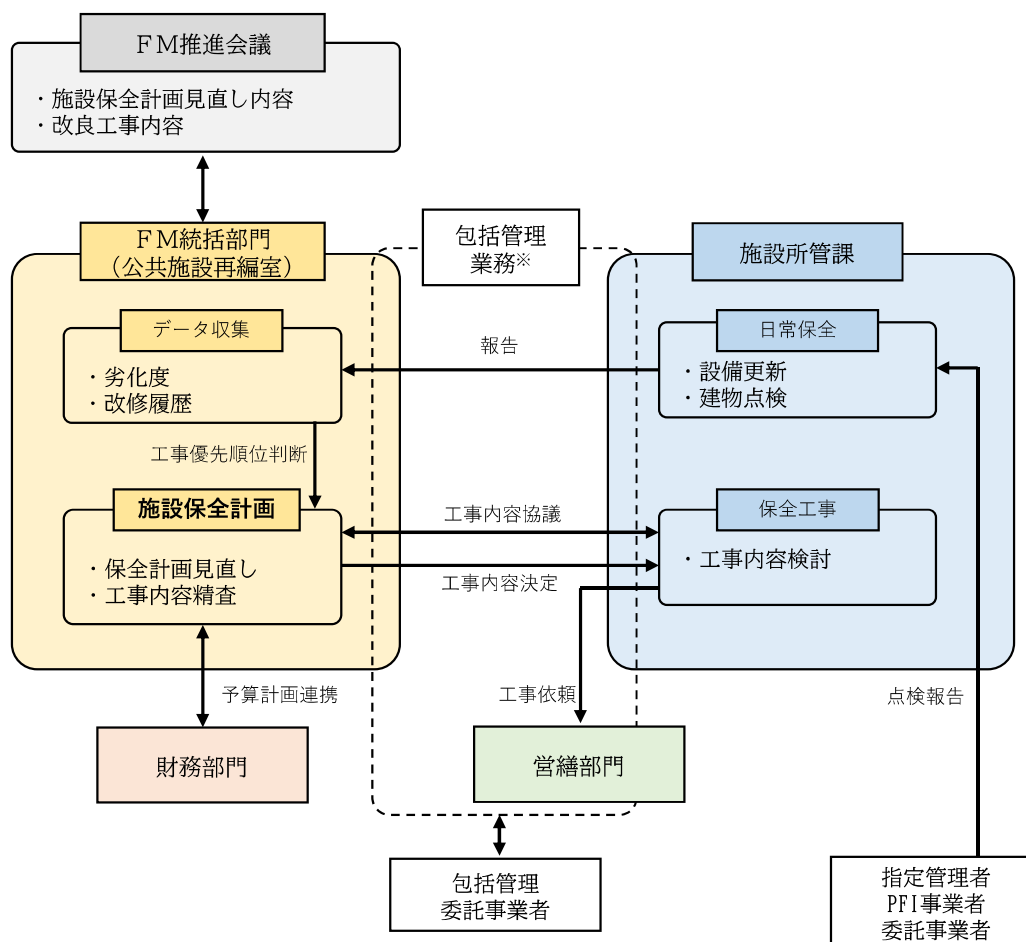 FM推進会議
・施設保全計画見直し内容
・改良工事内容
FM統括部門
（公共施設再編室）
包括管理
業務※
施設所管課
データ収集
・劣化度
・改修履歴
報告
日常保全
・設備更新
・建物点検
工事優先順位判断
施設保全計画
・保全計画見直し
・工事内容精査
工事内容協議
工事内容決定
保全工事
・工事内容検討
予算計画連携
工事依頼
点検報告
財務部門
営繕部門
包括管理
委託事業者
指定管理者
PFI事業者
委託事業者